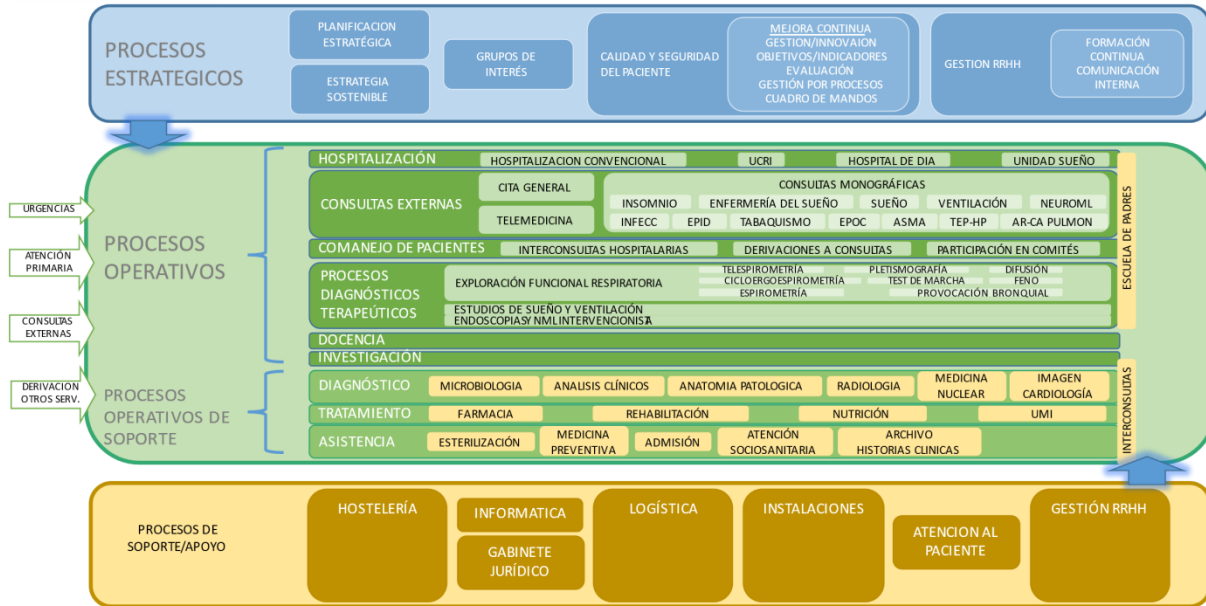 PROCESOS
ESTRATEGICOS
PLANIFICACION
ESTRATÉGICA
ESTRATEGIA
SOSTENIBLE
GRUPOS DE
INTERÉS
CALIDAD Y SEGURIDAD
DEL PACIENTE
MEJORA CONTINUA
GESTION/INNOVAION
OBJETIVOS/INDICADORES
EVALUACIÓN
GESTIÓN POR PROCESOS
CUADRO DE MANDOS
GESTION RRHH
FORMACIÓN
CONTINUA
COMUNICACIÓN
INTERNA
URGENCIAS
ATENCIÓN
PRIMARIA
CONSULTAS
EXTERNAS
DERIVACION
OTROS SERV.
PROCESOS
OPERATIVOS
HOSPITALIZACIÓN
HOSPITALIZACION CONVENCIONAL
UCRI
HOSPITAL DE DIA
UNIDAD SUEÑO
CONSULTAS EXTERNAS
CITA GENERAL
TELEMEDICINA
CONSULTAS MONOGRÁFICAS
INSOMNIO
ENFERMERÍA DEL SUEÑO
SUEÑO
VENTILACIÓN
NEUROML
INFECC
EPID
TABAQUISMO
EPOC
ASMA
TEP-HP
AR-CA PULMON
COMANEJO DE PACIENTES
INTERCONSULTAS HOSPITALARIAS
DERIVACIONES A CONSULTAS
PARTICIPACIÓN EN COMITÉS
PROCESOS
DIAGNÓSTICOS
TERAPEUTICOS
EXPLORACIÓN FUNCIONAL RESPIRATORIA
TELESPIROMETRÍA
PLETISMOGRAFÍA
DIFUSIÓN
CICLOERGOESPIROMETRÍA
TEST DE MARCHA
FENO
ESPIROMETRÍA
PROVOCACIÓN BRONQUIAL
ESTUDIOS DE SUEÑO Y VENTILACIÓN
ENDOSCOPIAS Y NML INTERVENCIONISTA
DOCENCIA
INVESTIGACIÓN
ESCUELA DE PADRES
PROCESOS
OPERATIVOS DE
SOPORTE
DIAGNÓSTICO
MICROBIOLOGIA
ANALISIS CLÍNICOS
ANATOMIA PATOLOGICA
RADIOLOGIA
MEDICINA
NUCLEAR
IMAGEN
CARDIOLOGÍA
TRATAMIENTO
FARMACIA
REHABILITACIÓN
NUTRICIÓN
UMI
ASISTENCIA
ESTERILIZACIÓN
MEDICINA
PREVENTIVA
ADMISIÓN
ATENCIÓN
SOCIOSANITARIA
ARCHIVO
HISTORIAS CLINICAS
INTERCONSULTAS
PROCESOS DE
SOPORTE/APOYO
HOSTELERÍA
INFORMATICA
GABINETE
JURÍDICO
LOGÍSTICA
INSTALACIONES
ATENCION AL
PACIENTE
GESTIÓN RRHH